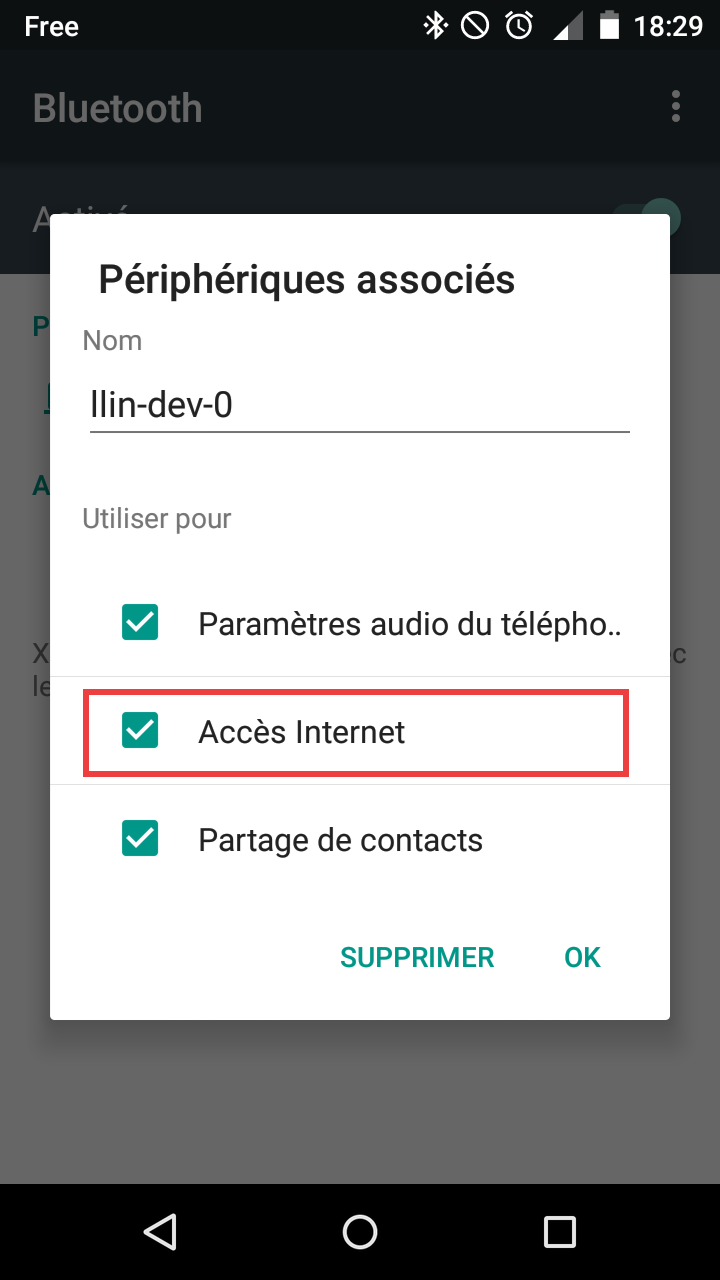 Free 18:29
Bluetooth
Activé
Périphériques associés
Nom
llin-dev-0
Utiliser pour
Paramètres audio du télépho..
Accès Internet
Partage de contacts
SUPPRIMER OK